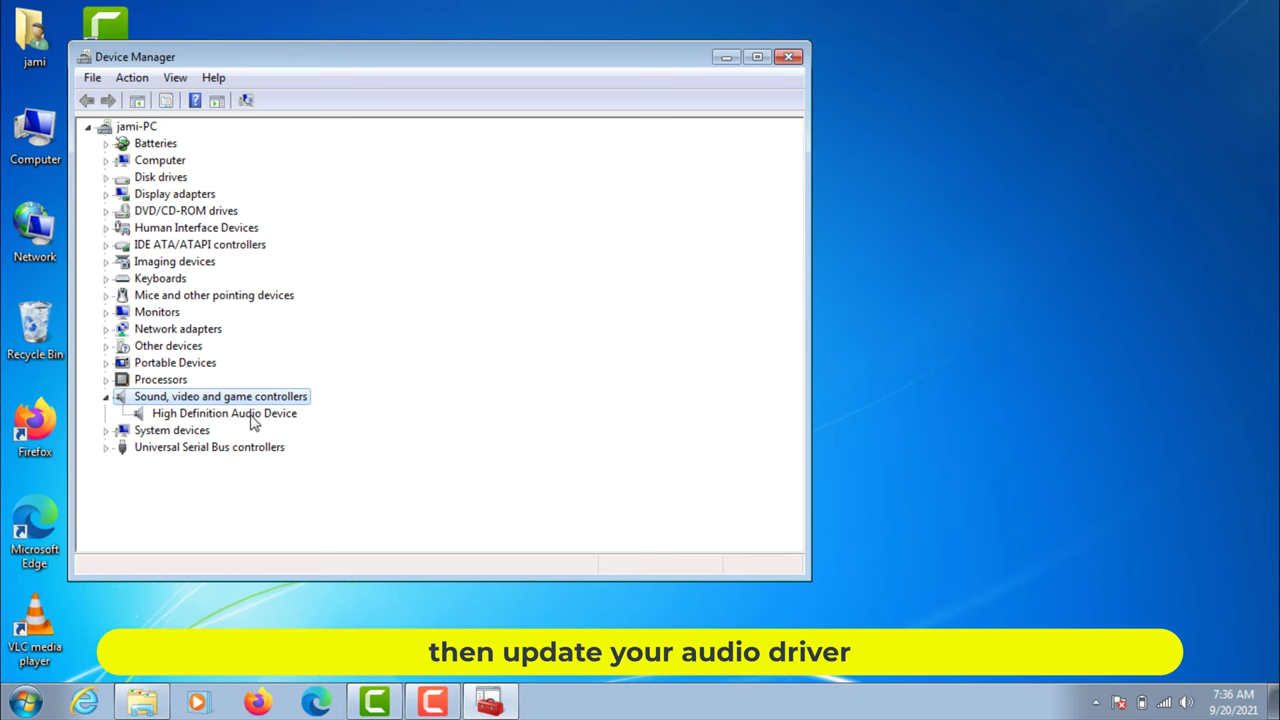 jami
Computer
Network
Recycle Bin
Firefox
Microsoft
Edge
VLC media
player
Device Manager
File Action View Help
jami-PC
Batteries
Computer
Disk drives
Display adapters
DVD/CD-ROM drives
Human Interface Devices
IDE ATA/ATAPI controllers
Imaging devices
Keyboards
Mice and other pointing devices
Monitors
Network adapters
Other devices
Portable Devices
Processors
Sound, video and game controllers
High Definition Audio Device
System devices
Universal Serial Bus controllers
then update your audio driver
7:36 AM
9/20/2021